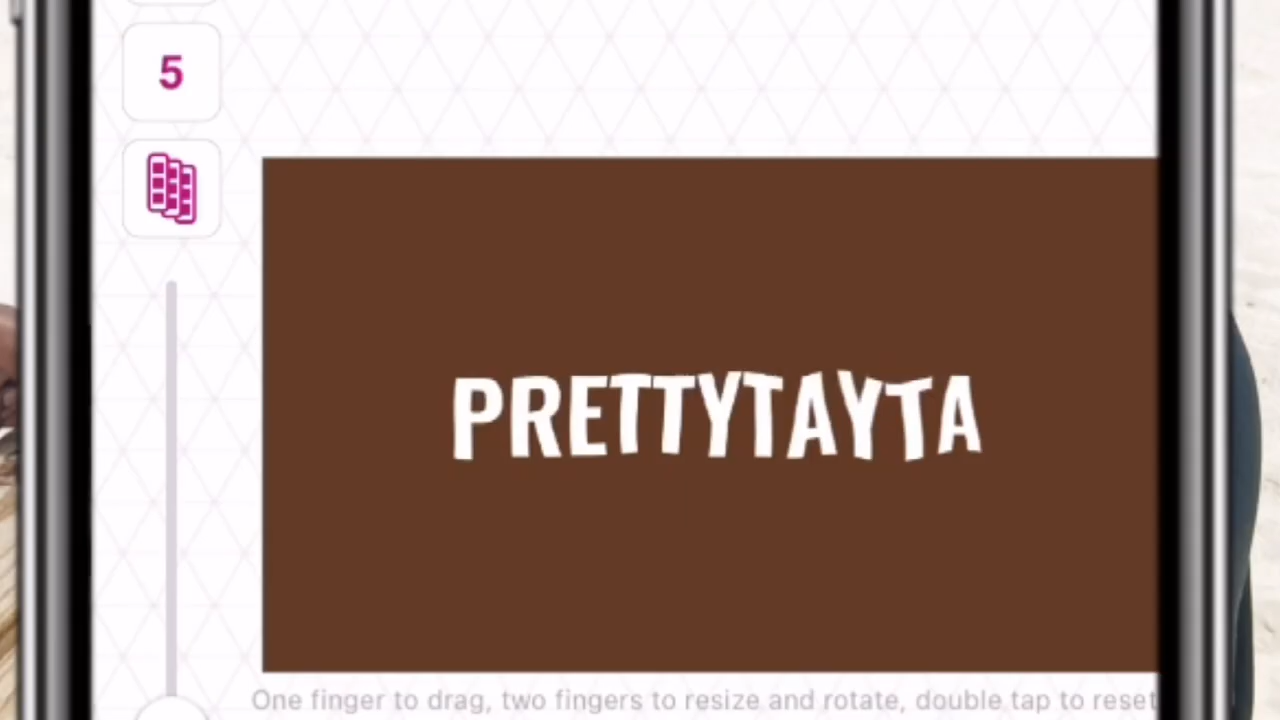 5
PRETTYTAYTA
One finger to drag, two fingers to resize and rotate, double tap to reset